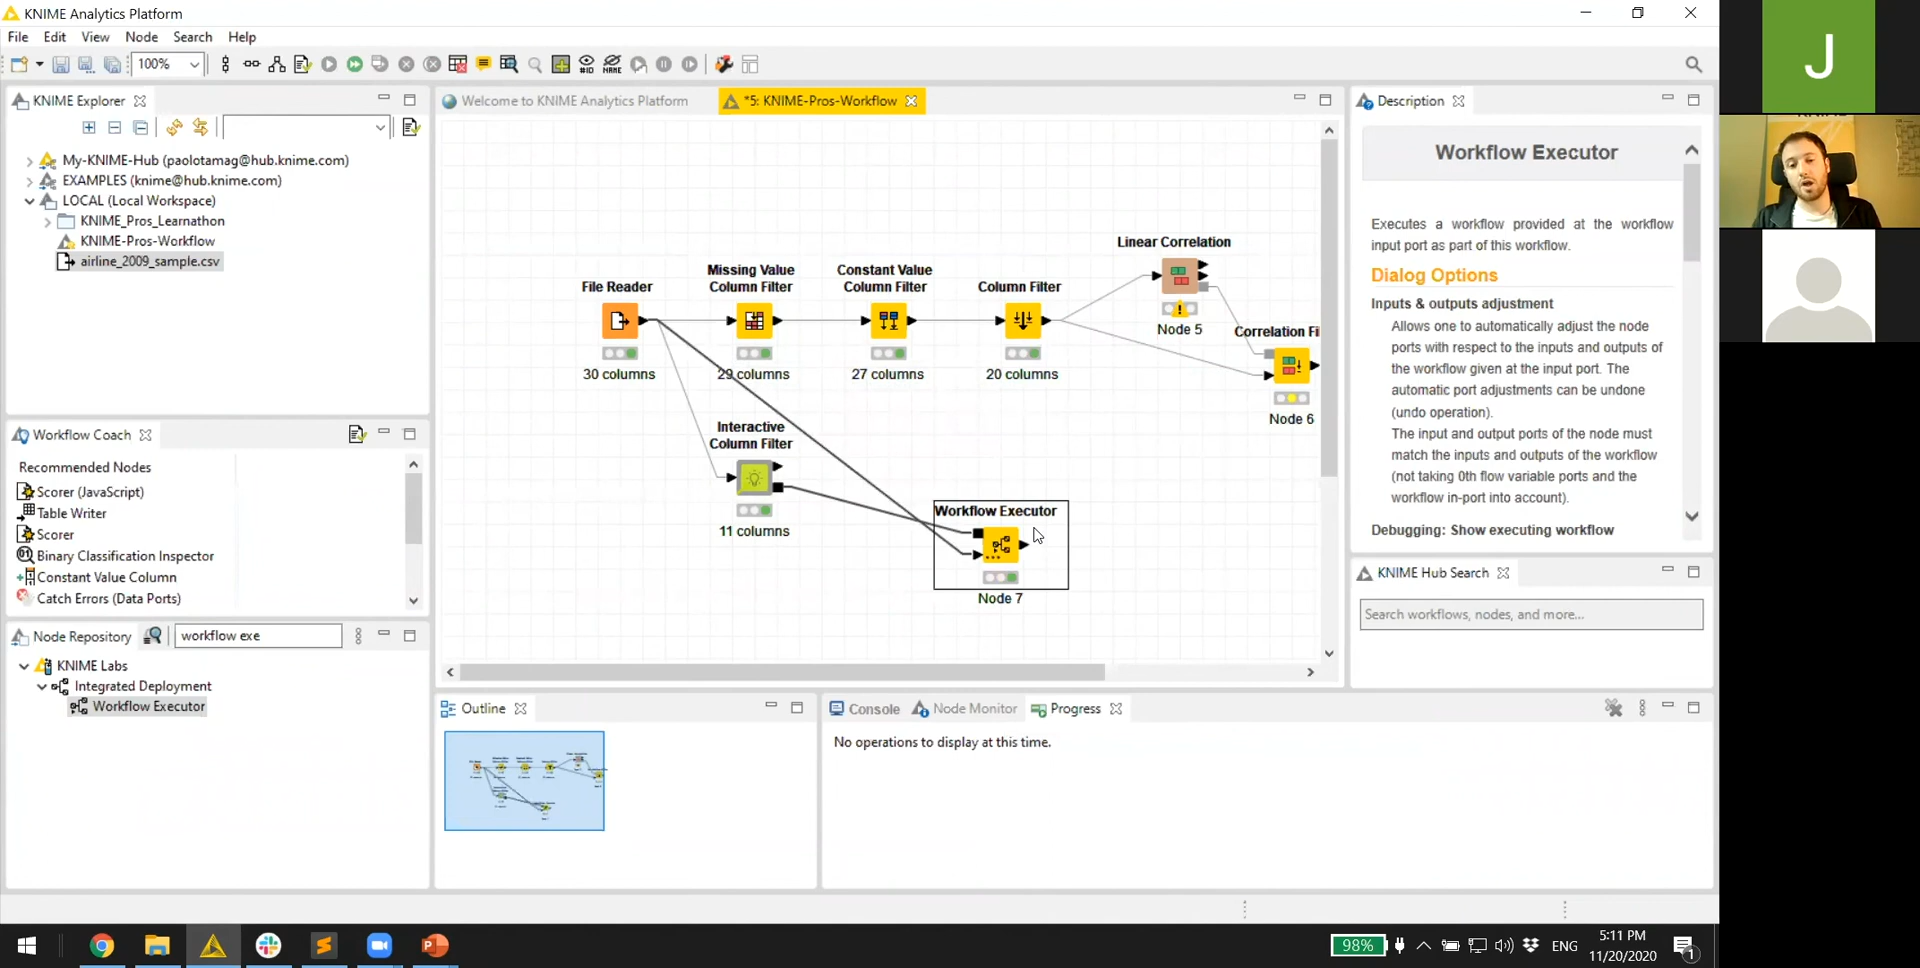 KNIME Analytics Platform
File Edit View Node Search Help
100%
#ID
NAME
KNIME Explorer
My-KNIME-Hub (paolotamag@hub.knime.com)
EXAMPLES (knime@hub.knime.com)
LOCAL (Local Workspace)
KNIME_Pros_Learnathon
KNIME-Pros-Workflow
airline_2009_sample.csv
Workflow Coach
Recommended Nodes
Scorer (JavaScript)
Table Writer
Scorer
Binary Classification Inspector
Constant Value Column
Catch Errors (Data Ports)
Node Repository
workflow exe
KNIME Labs
Integrated Deployment
Workflow Executor
Welcome to KNIME Analytics Platform
*5: KNIME-Pros-Workflow
File Reader
30 columns
Missing Value
Column Filter
29 columns
Constant Value
Column Filter
27 columns
Column Filter
20 columns
Linear Correlation
Node 5
Correlation Fi
Node 6
Interactive
Column Filter
11 columns
Workflow Executor
Node 7
Outline
Console Node Monitor Progress
No operations to display at this time.
Description
Workflow Executor
Executes a workflow provided at the workflow
input port as part of this workflow.
Dialog Options
Inputs & outputs adjustment
Allows one to automatically adjust the node
ports with respect to the inputs and outputs of
the workflow given at the input port. The
automatic port adjustments can be undone
(undo operation).
The input and output ports of the node must
match the inputs and outputs of the workflow
(not taking 0th flow variable ports and the
workflow in-port into account).
Debugging: Show executing workflow
KNIME Hub Search
Search workflows, nodes, and more...
98%
ENG
5:11 PM
11/20/2020
1
J